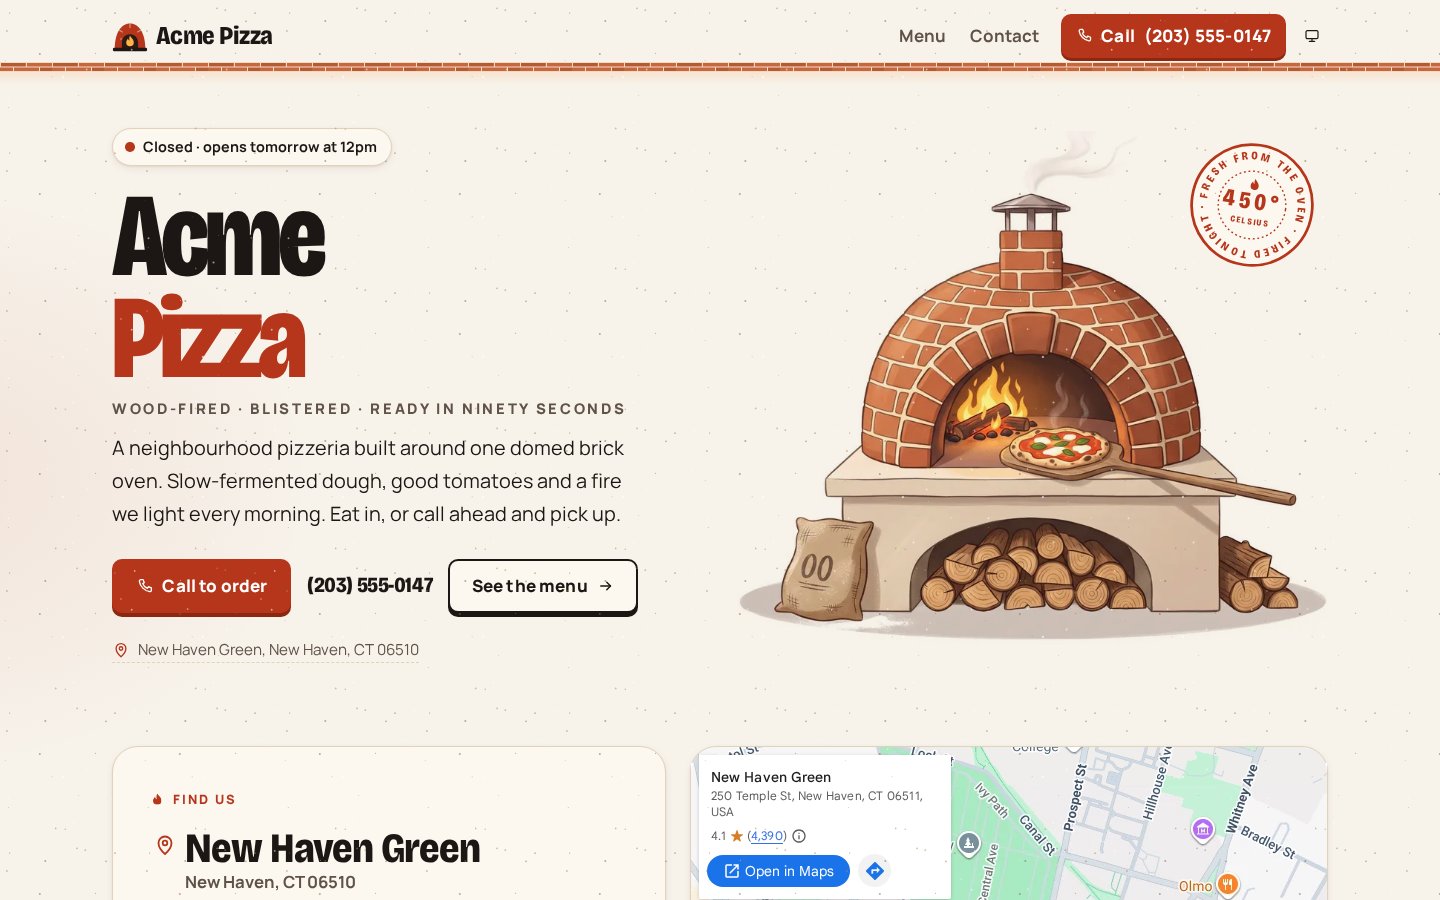 Acme Pizza
Menu
Contact
Call (203) 555-0147
Closed · opens tomorrow at 12pm
Acme
Pizza
WOOD-FIRED · BLISTERED · READY IN NINETY SECONDS
A neighbourhood pizzeria built around one domed brick
oven. Slow-fermented dough, good tomatoes and a fire
we light every morning. Eat in, or call ahead and pick up.
Call to order
(203) 555-0147
See the menu
New Haven Green, New Haven, CT 06510
FRESH FROM THE OVEN · FIRED TONIGHT ·
450°
CELSIUS
00
FIND US
New Haven Green
New Haven, CT 06510
New Haven Green
250 Temple St, New Haven, CT 06511,
USA
4.1
(4,390)
Open in Maps
College
Ivy Path
Canal St
Central Ave
Prospect St
Hillhouse Ave
Whitney Ave
Bradley St
Olmo